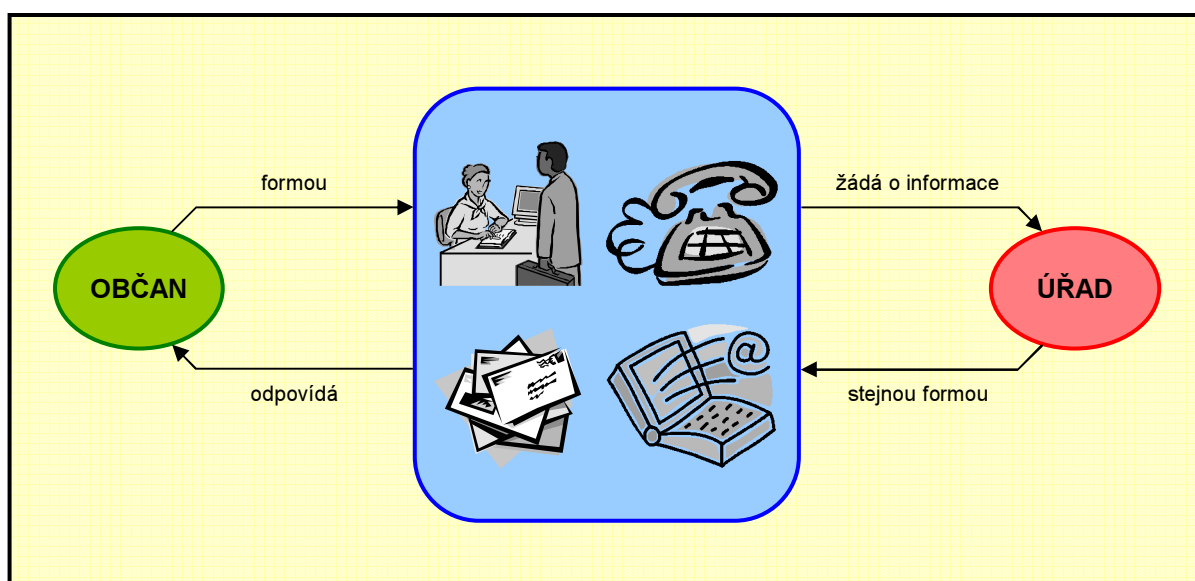 formou
žádá o informace
OBČAN
@
ÚŘAD
odpovídá
stejnou formou